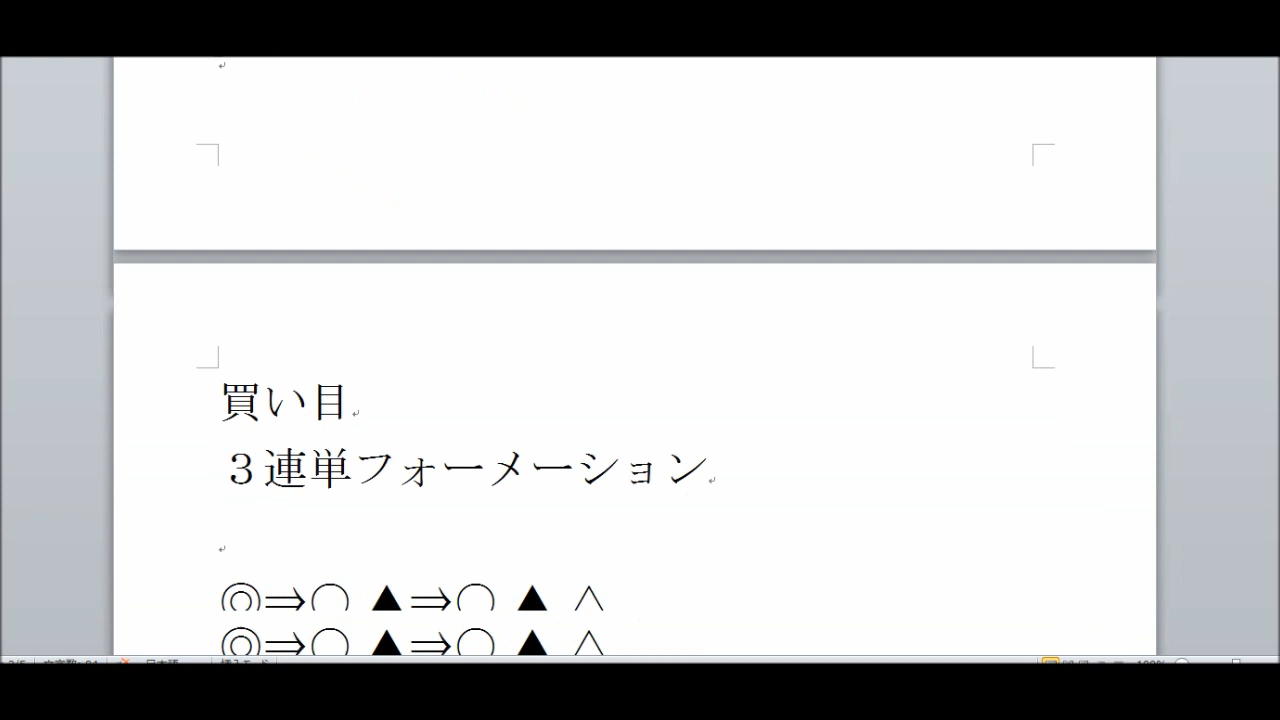 買い目
３連単フォーメーション
◎⇒○ ▲⇒○ ▲ △
◎⇒○ ▲⇒○ ▲ △